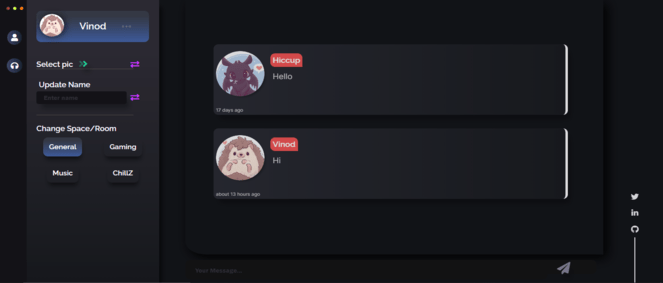 Vinod
Select pic
Update Name
Enter name
Change Space/Room
General
Gaming
Music
ChillZ
Hiccup
Hello
17 days ago
Vinod
Hi
about 13 hours ago
Your Message...